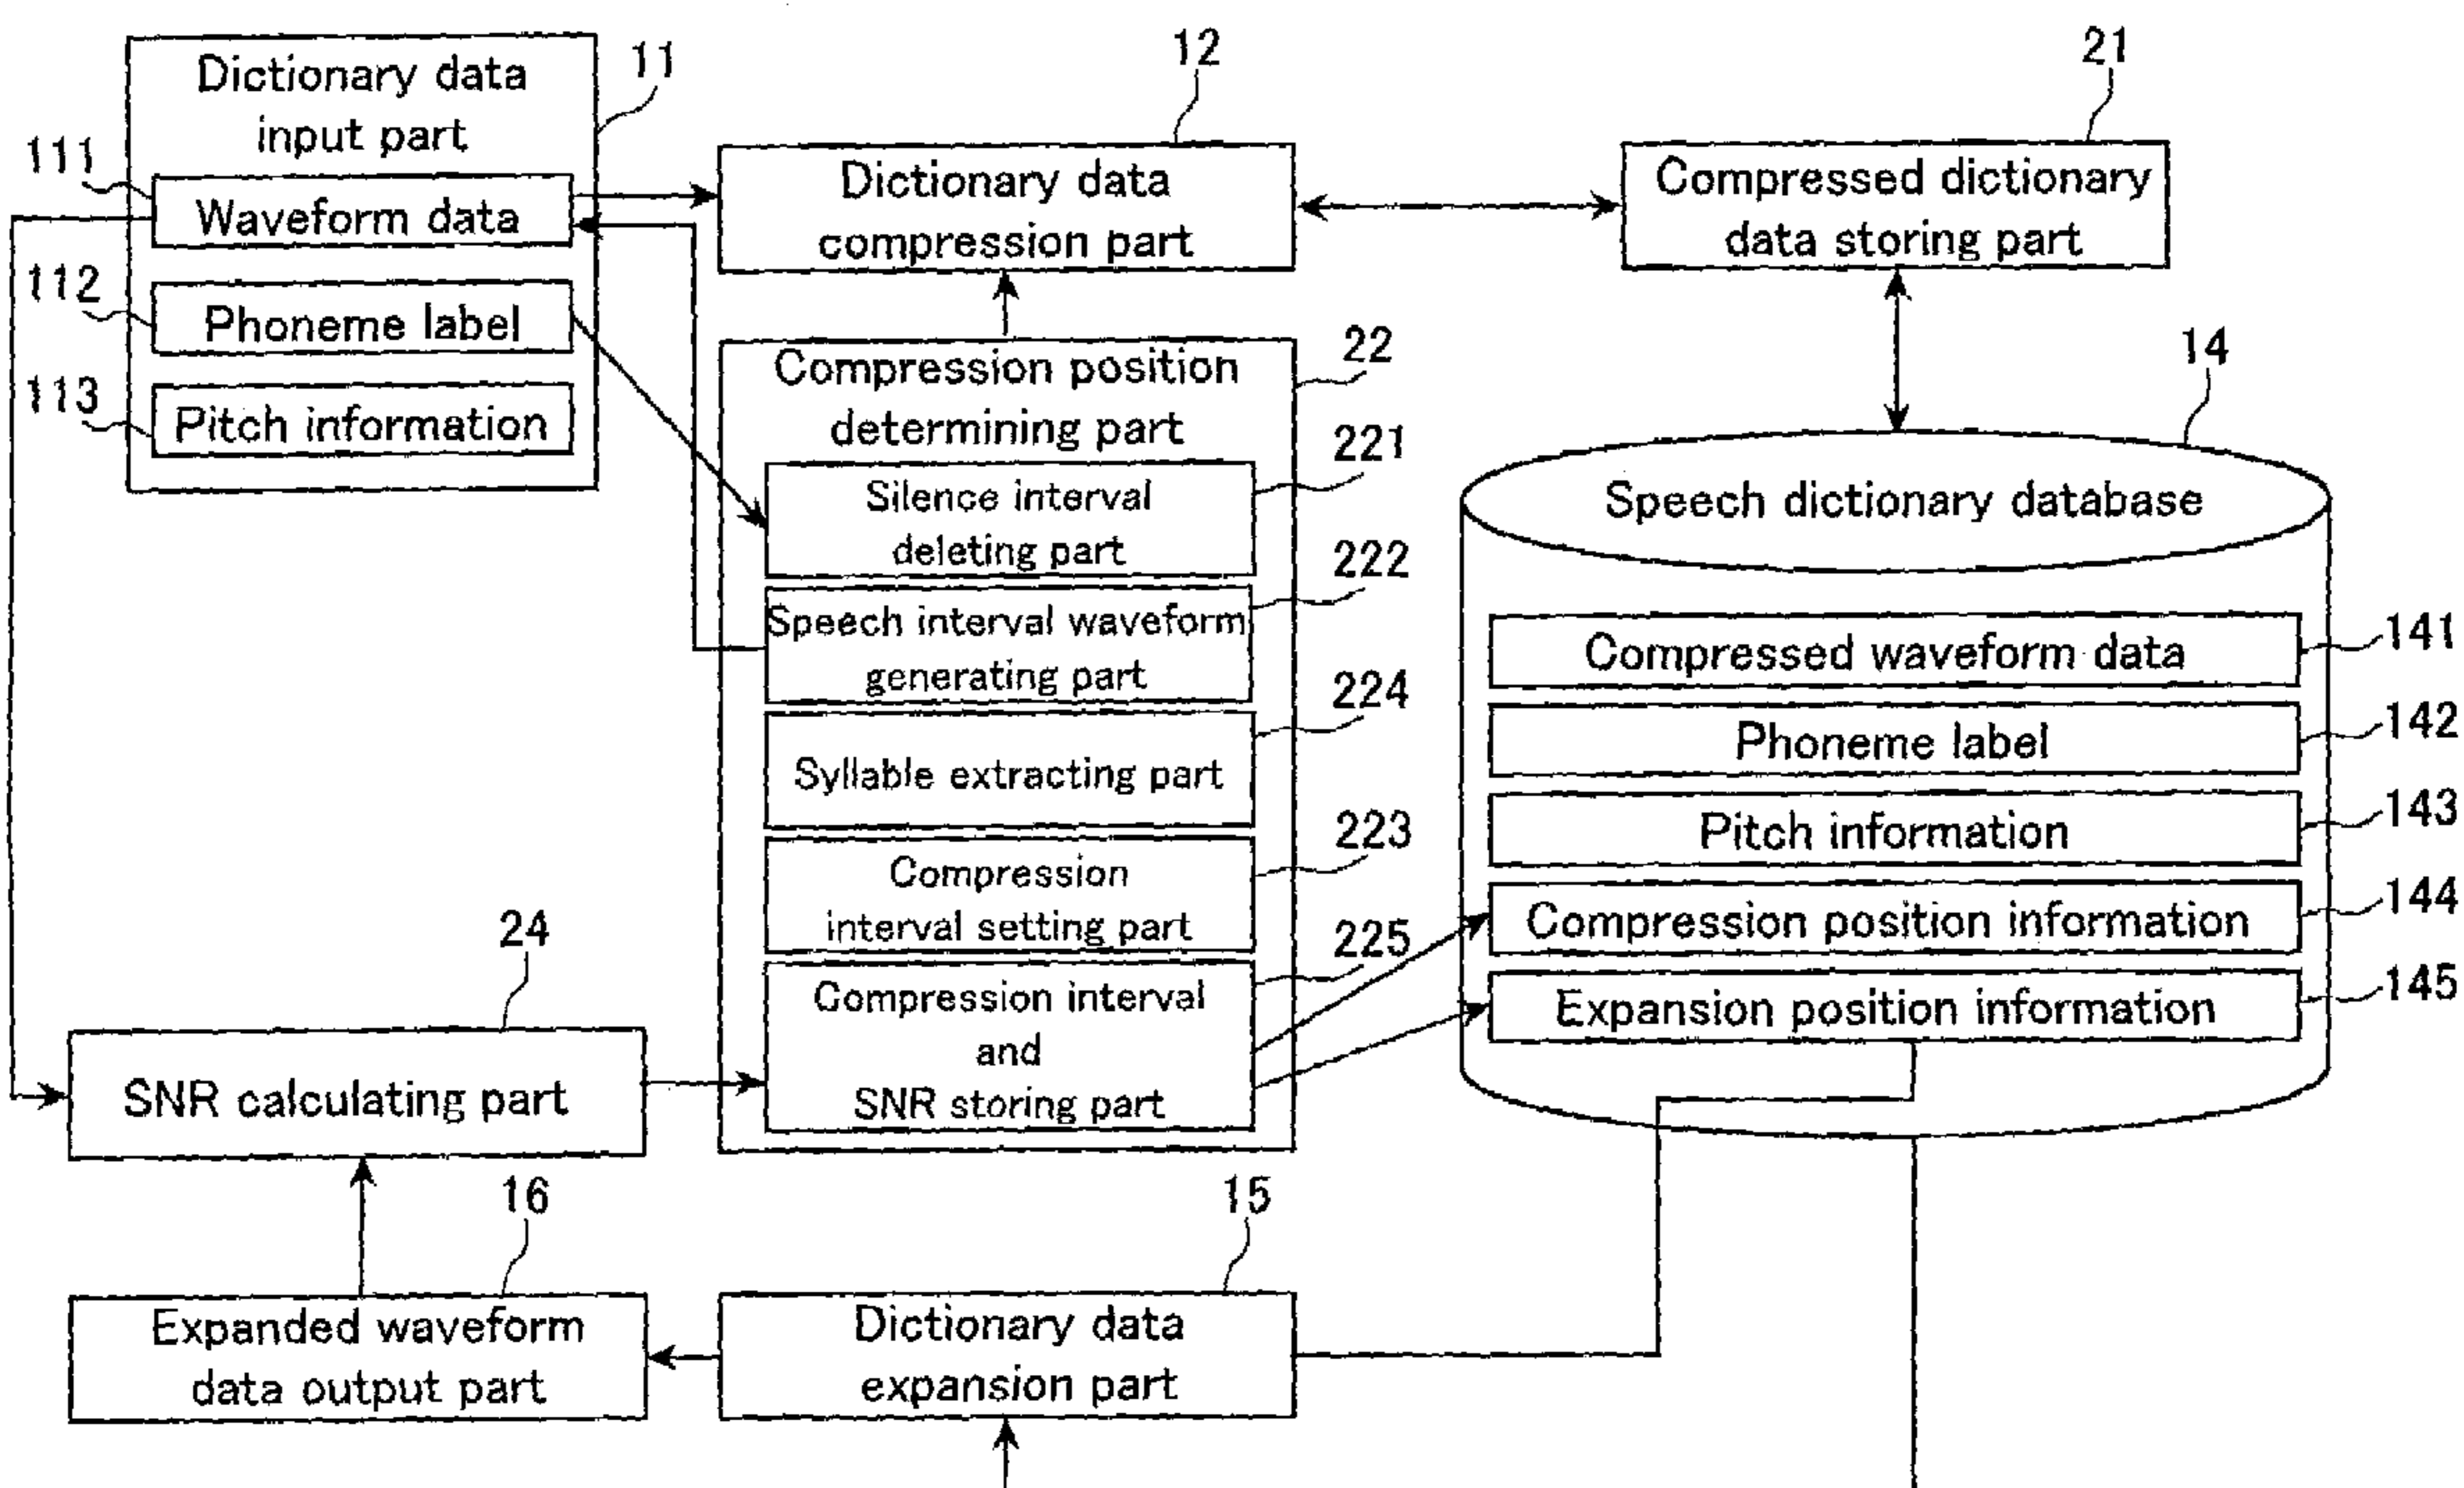 11
Dictionary data
input part
111
Waveform data
112
Phoneme label
113
Pitch information
12
Dictionary data
compression part
21
Compressed dictionary
data storing part
22
Compression position
determining part
221
Silence interval
deleting part
222
Speech interval waveform
generating part
224
Syllable extracting part
223
Compression
interval setting part
225
Compression interval
and
SNR storing part
14
Speech dictionary database
Compressed waveform data
141
Phoneme label
142
Pitch information
143
Compression position information
144
Expansion position information
145
24
SNR calculating part
16
Expanded waveform
data output part
15
Dictionary data
expansion part